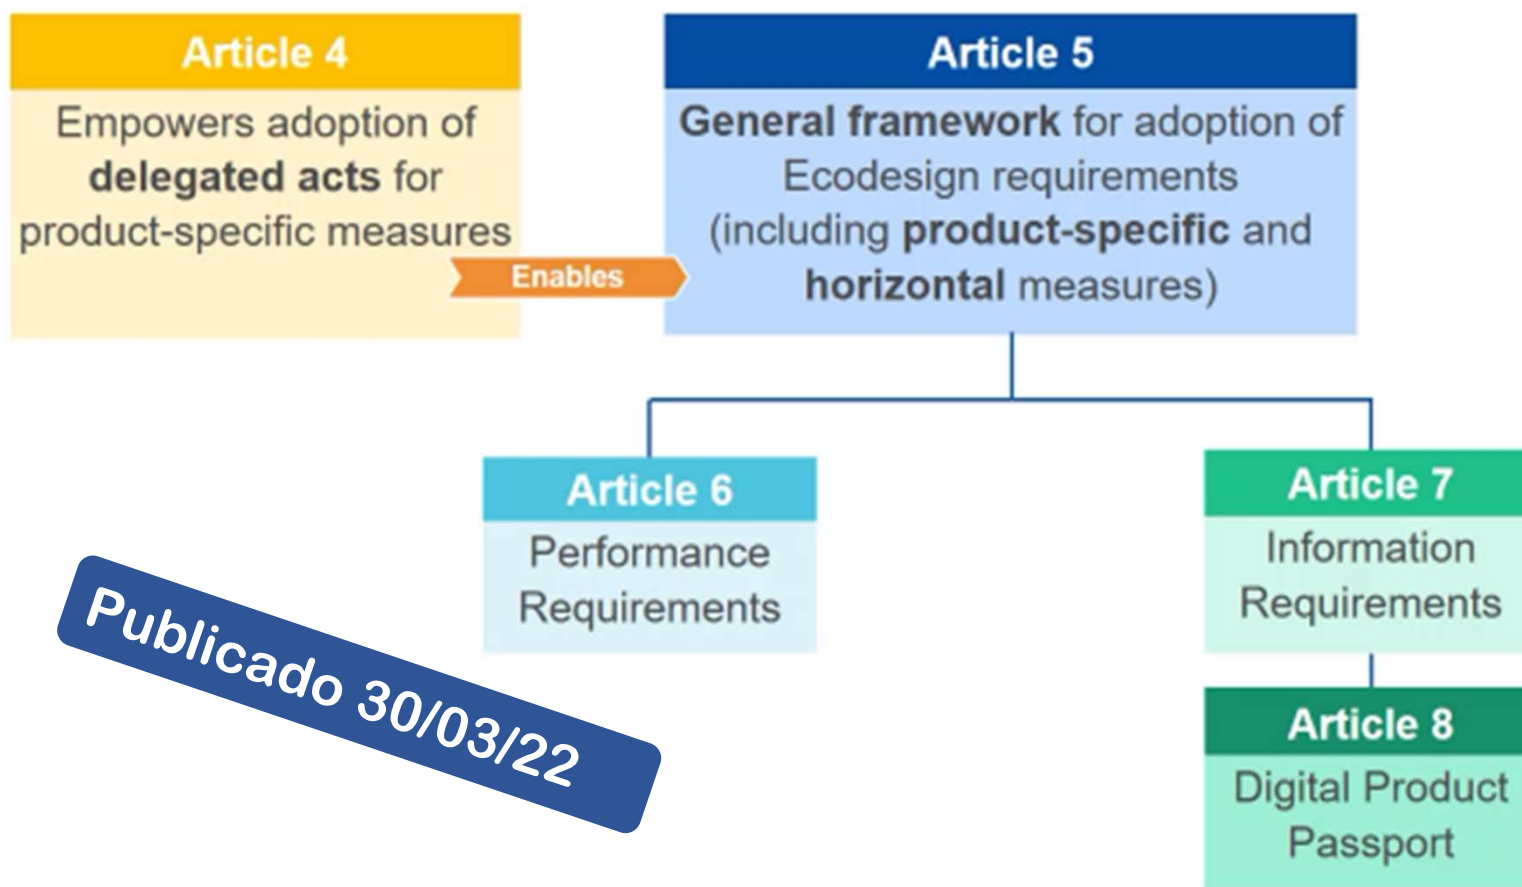 Article 4
Empowers adoption of
delegated acts for
product-specific measures
Enables
Article 5
General framework for adoption of
Ecodesign requirements
(including product-specific and
horizontal measures)
Article 6
Performance
Requirements
Article 7
Information
Requirements
Article 8
Digital Product
Passport
Publicado 30/03/22